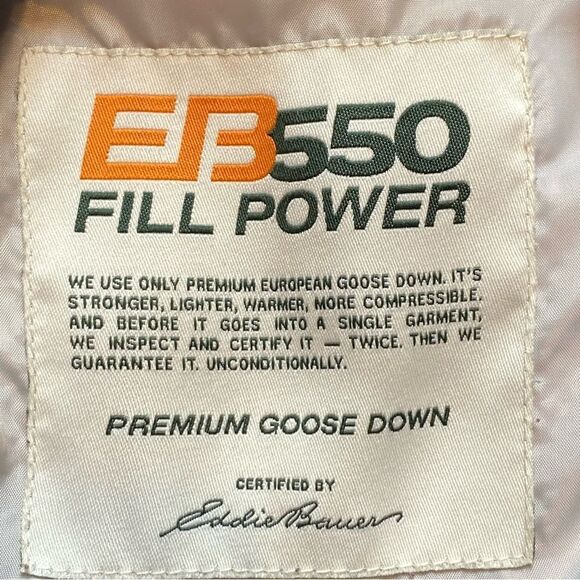 EB550
FILL POWER
WE USE ONLY PREMIUM EUROPEAN GOOSE DOWN. IT'S
STRONGER, LIGHTER, WARMER, MORE COMPRESSIBLE.
AND BEFORE IT GOES INTO A SINGLE GARMENT,
WE INSPECT AND CERTIFY IT — TWICE. THEN WE
GUARANTEE IT. UNCONDITIONALLY.
PREMIUM GOOSE DOWN
CERTIFIED BY
Eddie Bauer